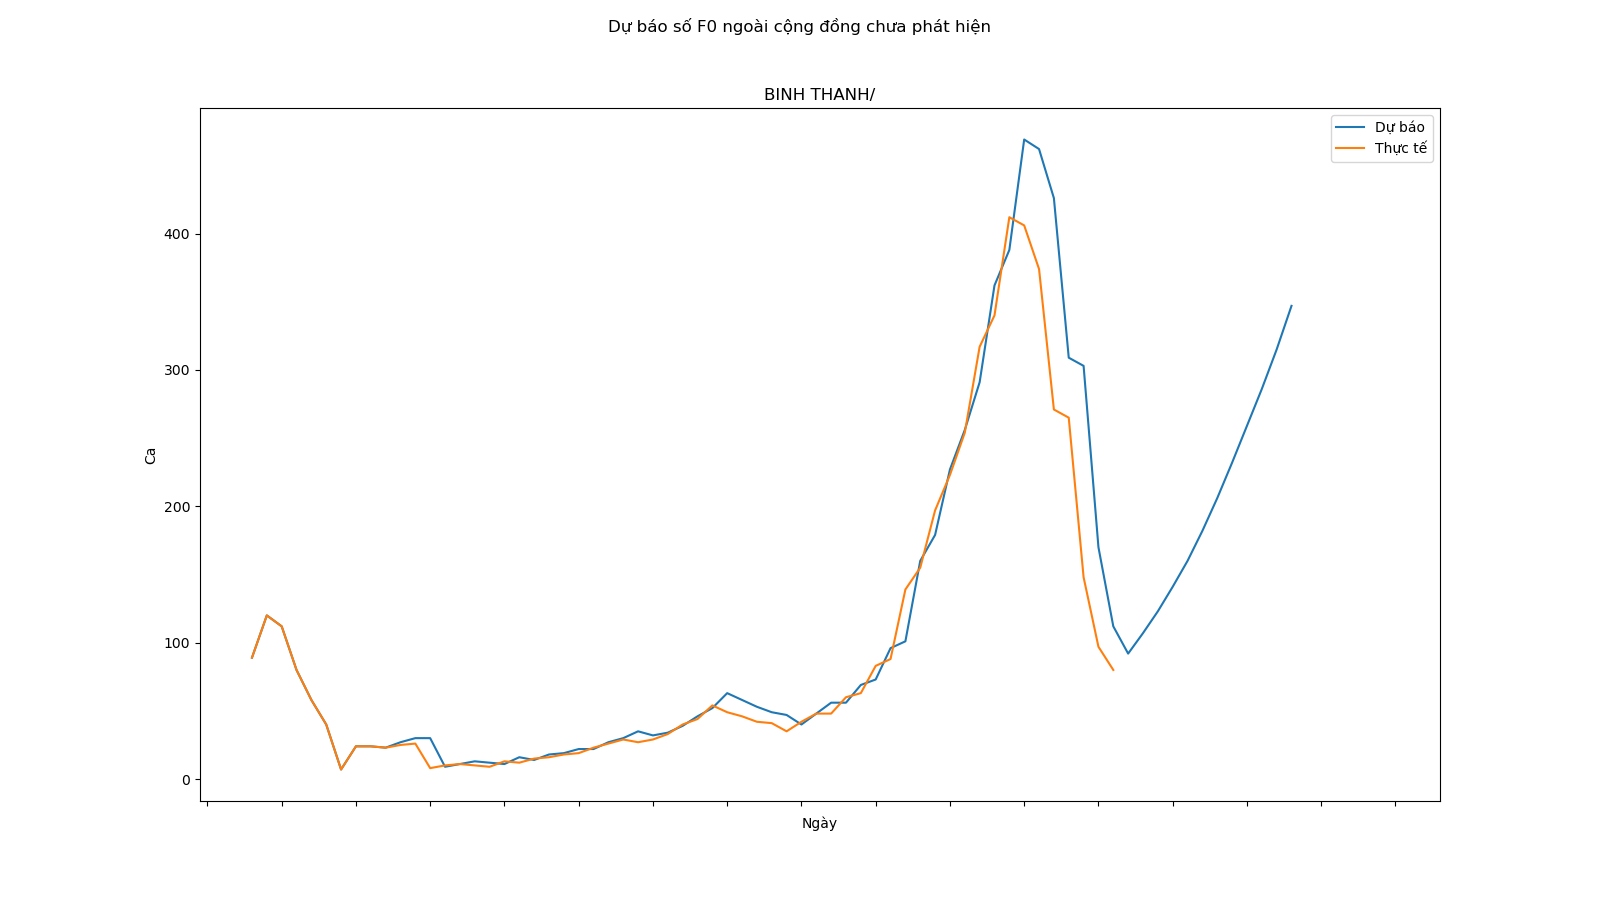 Dự báo số F0 ngoài cộng đồng chưa phát hiện
BINH THANH/
Dự báo
Thực tế
400
300
200
100
0
Ca
Ngày